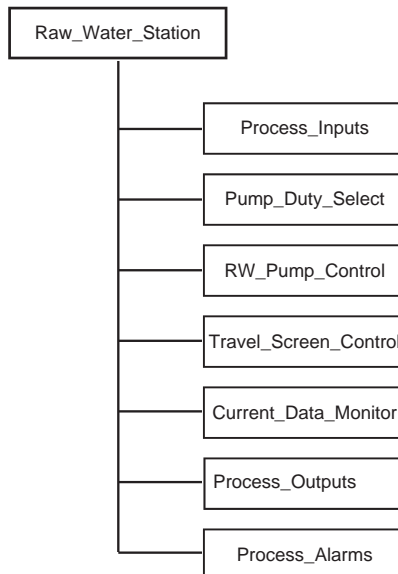 Raw_Water_Station
Process_Inputs
Pump_Duty_Select
RW_Pump_Control
Travel_Screen_Control
Current_Data_Monitor
Process_Outputs
Process_Alarms